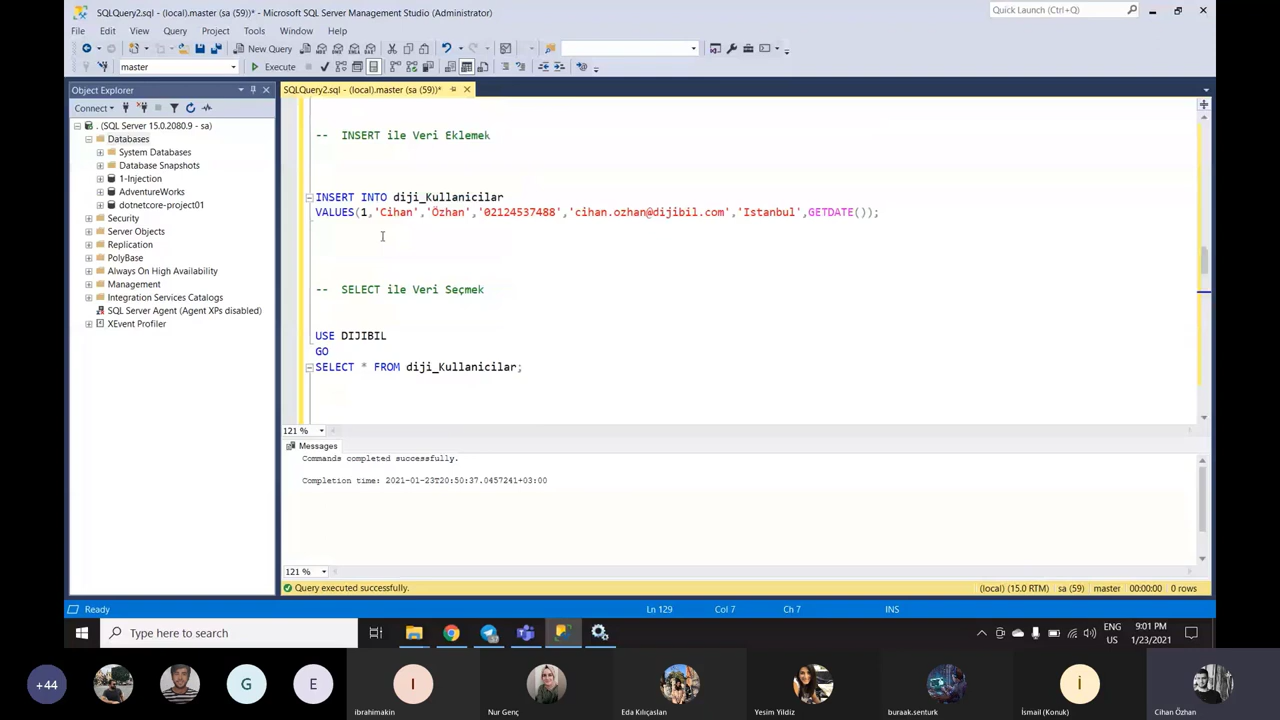 SQLQuery2.sql - (local).master (sa (59))* - Microsoft SQL Server Management Studio (Administrator)
Quick Launch (Ctrl+Q)
File Edit View Query Project Tools Window Help
New Query
master
Execute
Object Explorer
SQLQuery2.sql - (local).master (sa (59))*
Connect
. (SQL Server 15.0.2080.9 - sa)
Databases
System Databases
Database Snapshots
1-Injection
AdventureWorks
dotnetcore-project01
Security
Server Objects
Replication
PolyBase
Always On High Availability
Management
Integration Services Catalogs
SQL Server Agent (Agent XPs disabled)
XEvent Profiler
-- INSERT ile Veri Eklemek
INSERT INTO diji_Kullanicilar
VALUES(1,'Cihan','Özhan','02124537488','cihan.ozhan@dijibil.com','Istanbul',GETDATE());
-- SELECT ile Veri Seçmek
USE DIJIBIL
GO
SELECT * FROM diji_Kullanicilar;
121 %
Messages
Commands completed successfully.
Completion time: 2021-01-23T20:50:37.0457241+03:00
121 %
Query executed successfully. (local) (15.0 RTM) sa (59) master 00:00:00 0 rows
Ready Ln 129 Col 7 Ch 7 INS
Type here to search
ENG
US
9:01 PM
1/23/2021
+44
G
E
I
İ
ibrahimakin
Nur Genç
Eda Kılıçaslan
Yesim Yildiz
buraak.senturk
İsmail (Konuk)
Cihan Özhan